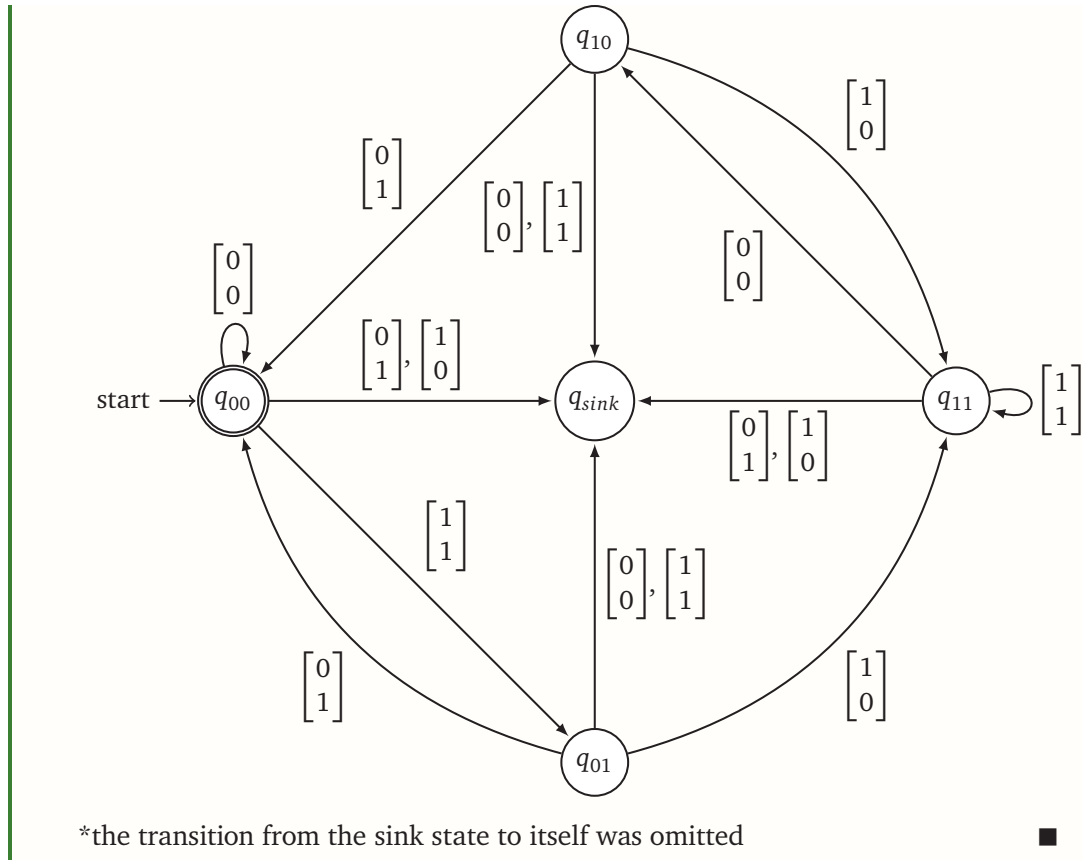 q10
[1 0]
[0 1]
[0 0], [1 1]
[0 0]
[0 0]
[0 1], [1 0]
start
q00
qsink
q11
[1 1]
[0 1], [1 0]
[1 1]
[0 0], [1 1]
[0 1]
[1 0]
q01
*the transition from the sink state to itself was omitted